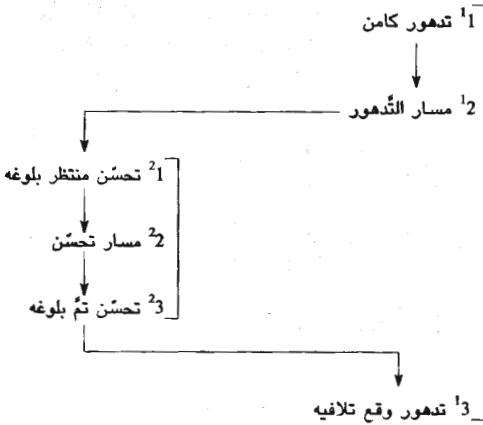 1¹ تدهور كامن
2¹ مسار التَّدهور
1² تحسّن منتظر بلوغه
2² مسار تحسّن
3² تحسّن تمَّ بلوغه
3¹ تدهور وقع تلافيه